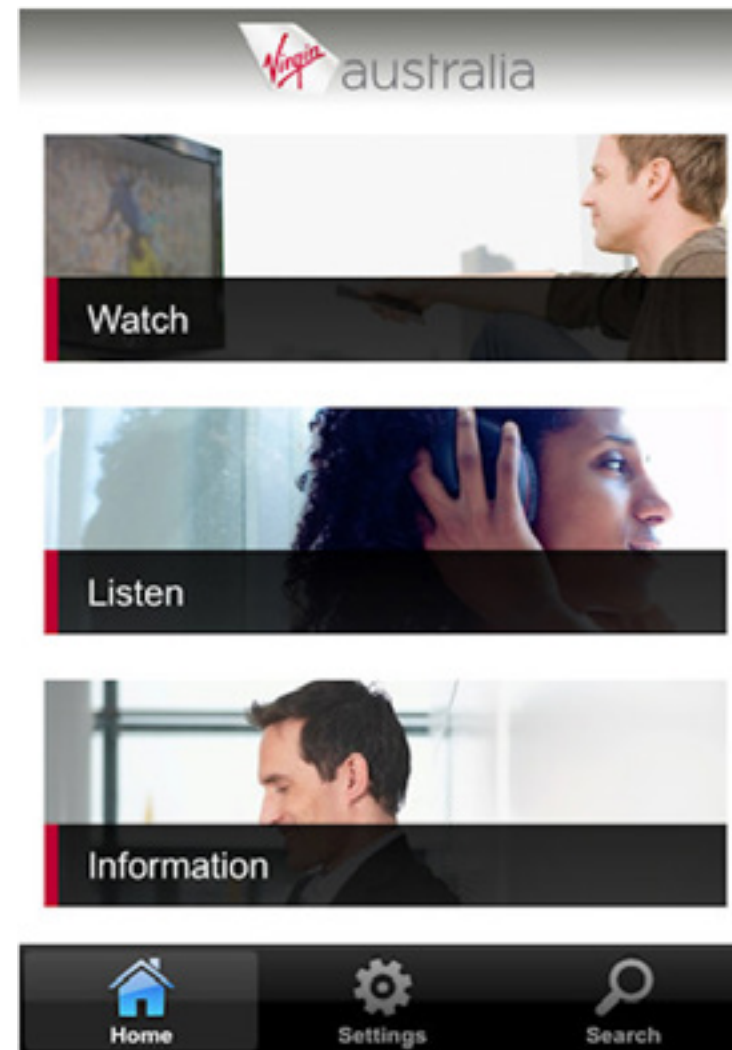 Virgin australia
Watch
Listen
Information
Home Settings Search